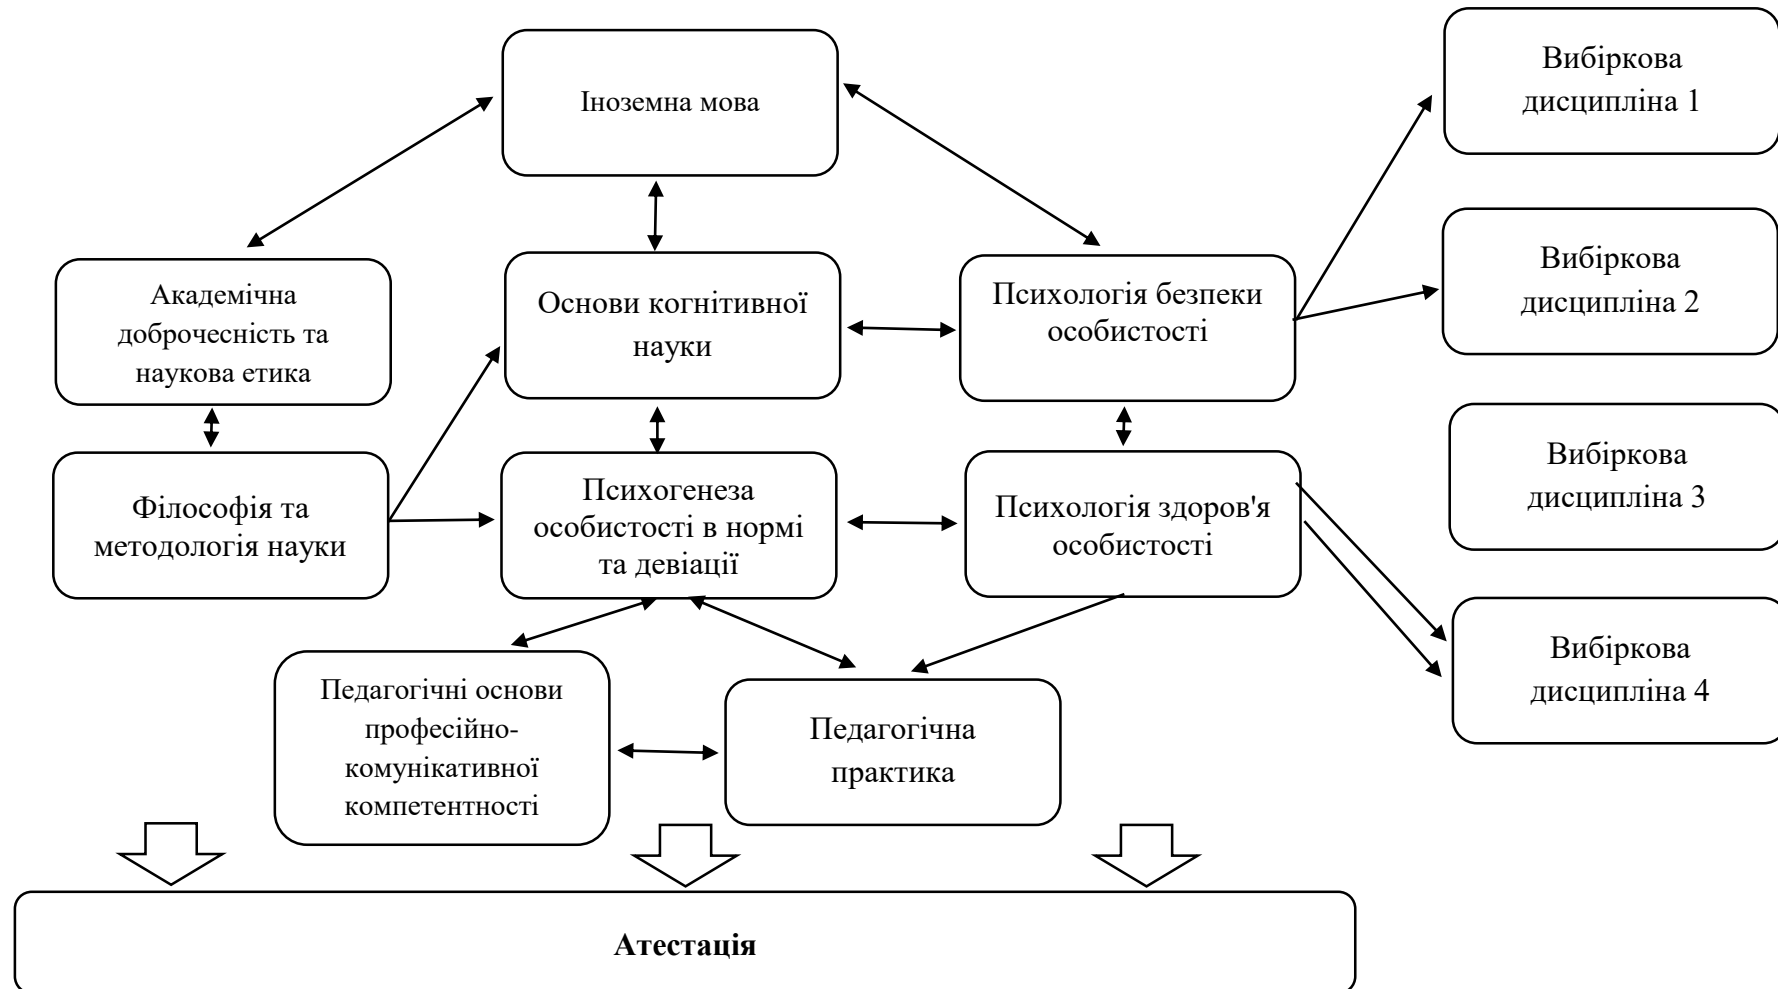 Іноземна мова
Вибіркова
дисципліна 1
Академічна
доброчесність та
наукова етика
Основи когнітивної
науки
Психологія безпеки
особистості
Вибіркова
дисципліна 2
Філософія та
методологія науки
Психогенеза
особистості в нормі
та девіації
Психологія здоров'я
особистості
Вибіркова
дисципліна 3
Педагогічні основи
професійно-
комунікативної
компетентності
Педагогічна
практика
Вибіркова
дисципліна 4
Атестація